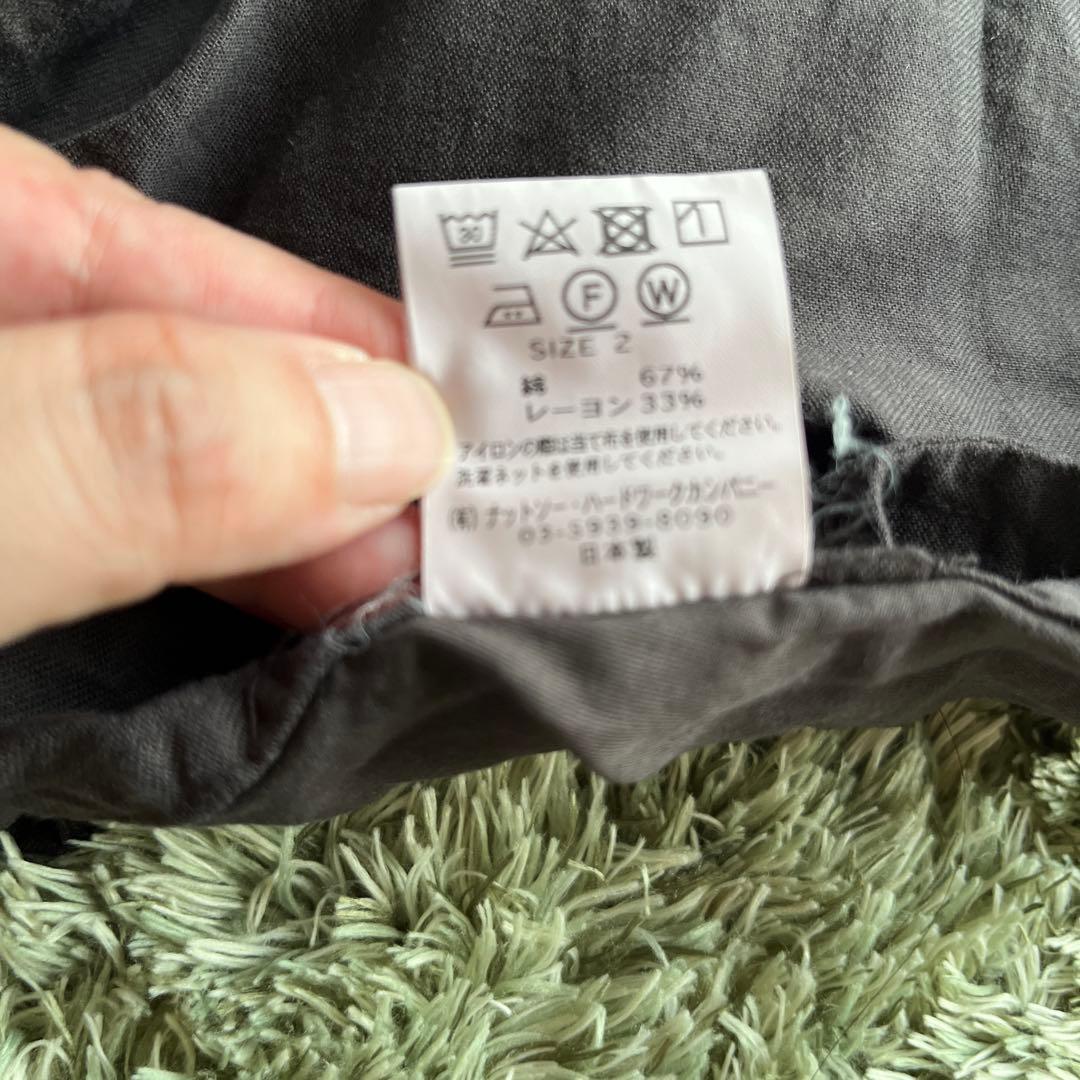 30
F W
SIZE 2
綿 67%
レーヨン 33%
アイロンの際は当て布を使用してください。
洗濯ネットを使用してください。
(有)ナットソー・ハードワークカンパニー
03-5939-8090
日本製